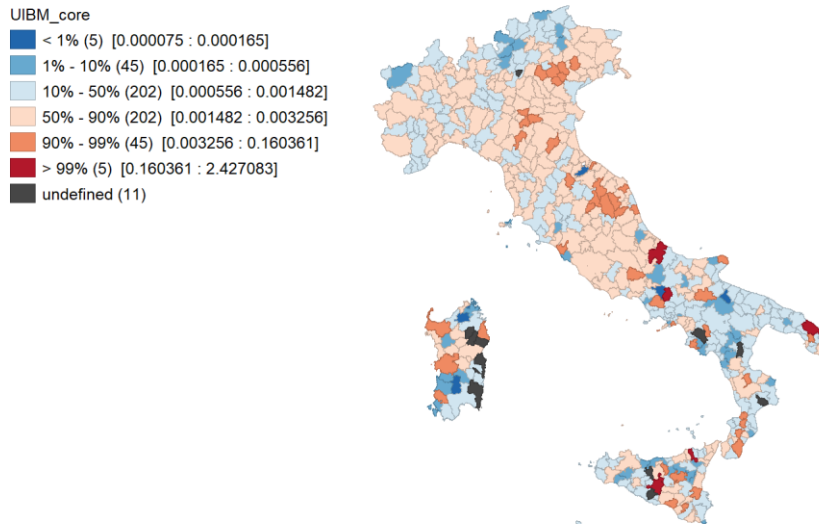 UIBM_core
< 1% (5) [0.000075 : 0.000165]
1% - 10% (45) [0.000165 : 0.000556]
10% - 50% (202) [0.000556 : 0.001482]
50% - 90% (202) [0.001482 : 0.003256]
90% - 99% (45) [0.003256 : 0.160361]
> 99% (5) [0.160361 : 2.427083]
undefined (11)